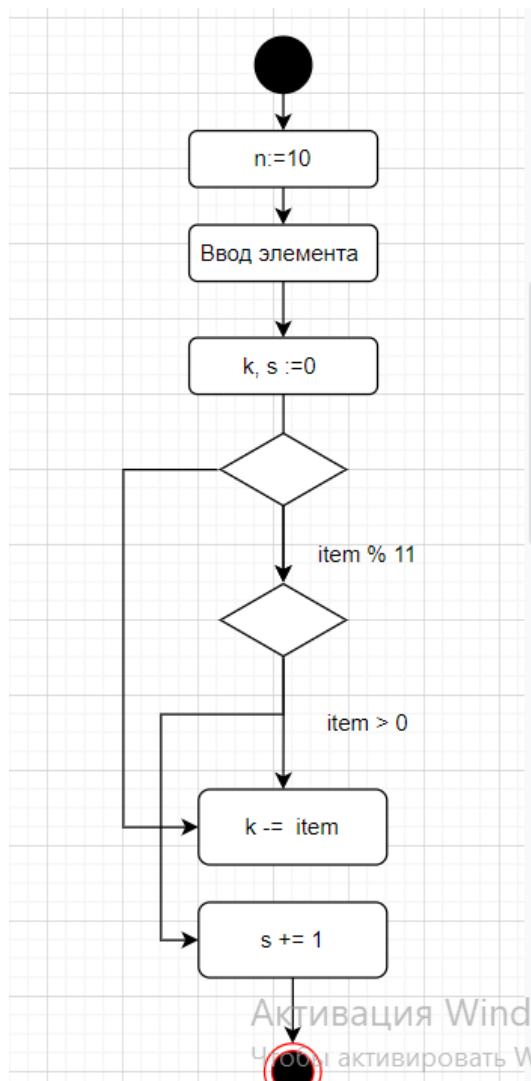 n:=10
Ввод элемента
k, s :=0
item % 11
item > 0
k -= item
s += 1
Активация Wind
Чтобы активировать W